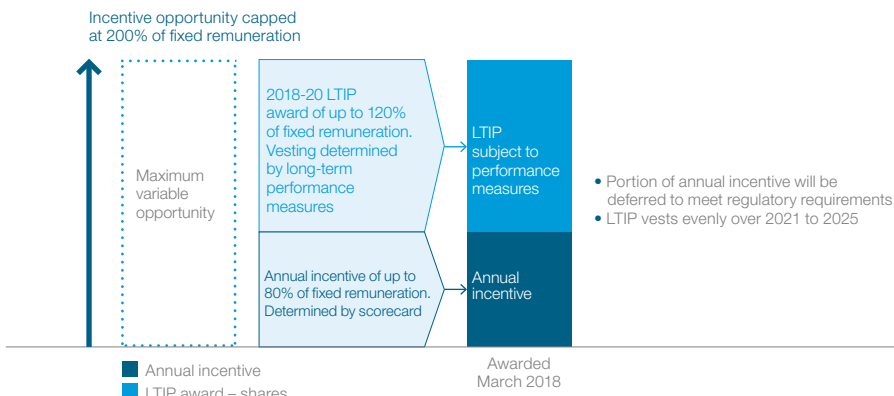 Incentive opportunity capped
at 200% of fixed remuneration
Maximum
variable
opportunity
2018-20 LTIP
award of up to 120%
of fixed remuneration.
Vesting determined
by long-term
performance
measures
Annual incentive of up to
80% of fixed remuneration.
Determined by scorecard
LTIP
subject to
performance
measures
Annual
incentive
• Portion of annual incentive will be
deferred to meet regulatory requirements
• LTIP vests evenly over 2021 to 2025
Awarded
March 2018
Annual incentive
LTIP award – shares